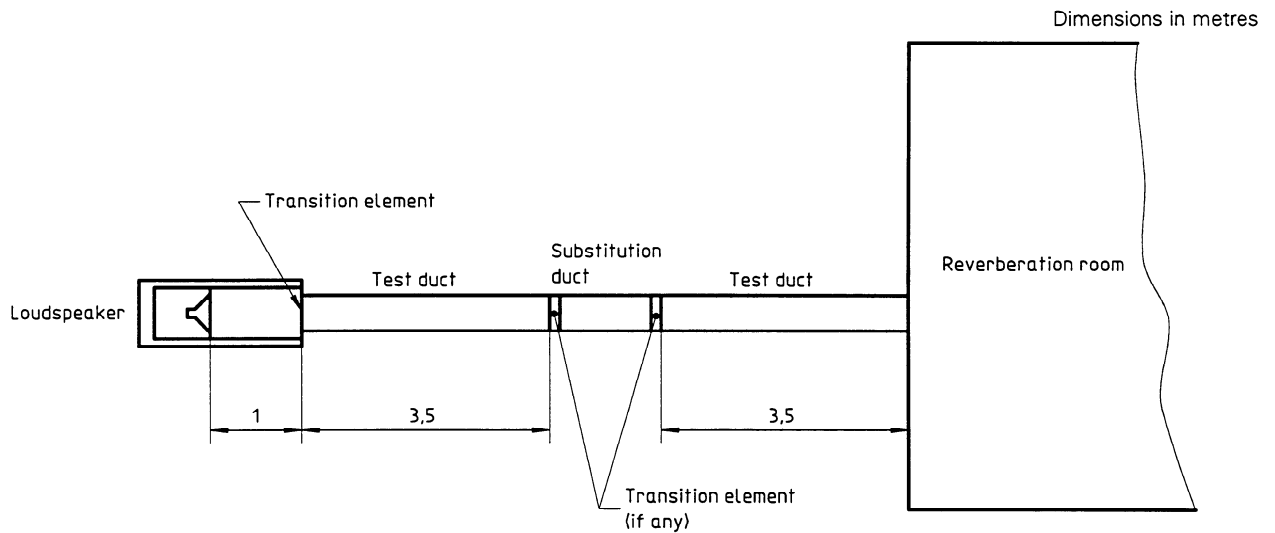 Dimensions in metres
Transition element
Substitution
duct
Test duct
Test duct
Reverberation room
Loudspeaker
1
3,5
3,5
Transition element
(if any)